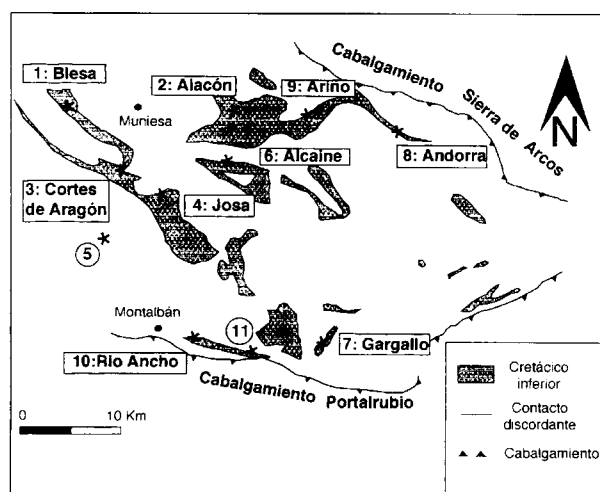 Cabalgamiento
Sierra de Arcos
1: Blesa
2: Alacón
9: Ariño
Muniesa
N
6: Alcaine
8: Andorra
3: Cortes
de Aragón
4: Josa
5
Montalbán
11
7: Gargallo
10:Rio Ancho
Cabalgamiento Portalrubio
0 10 Km
Cretácico
inferior
Contacto
discordante
Cabalgamiento